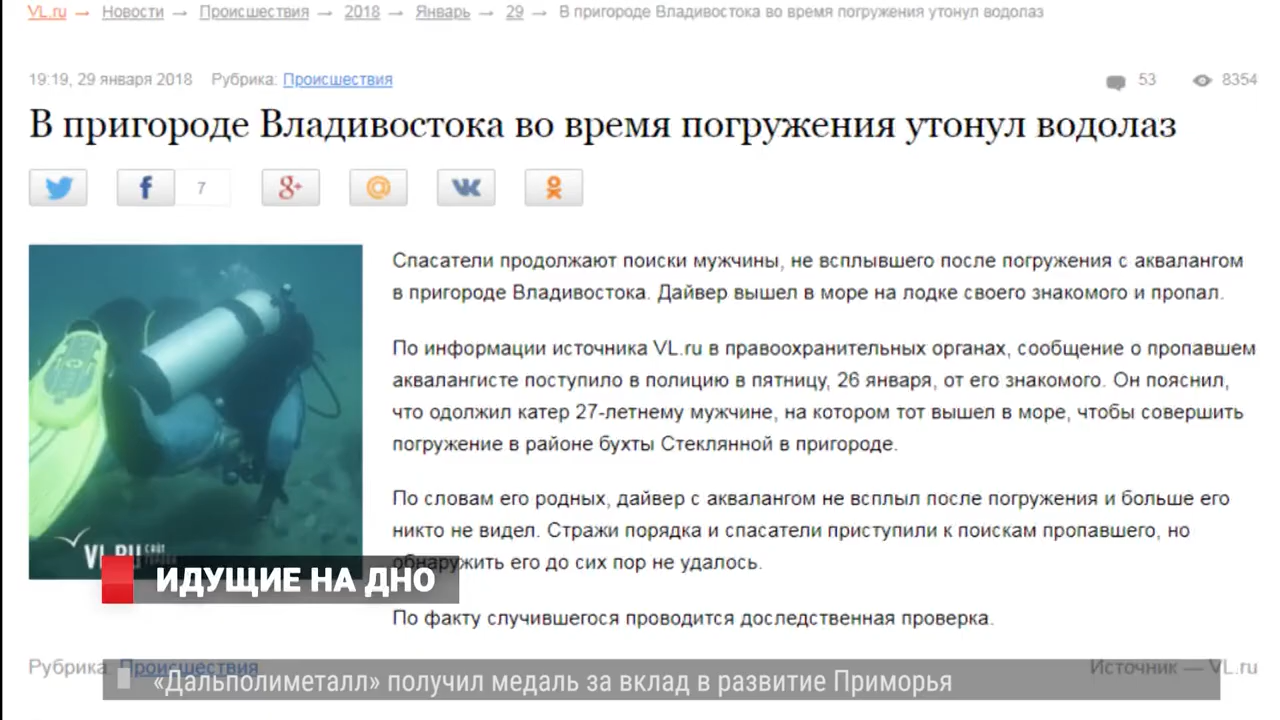 VL.ru → Новости → Происшествия → 2018 → Январь → 29 → В пригороде Владивостока во время погружения утонул водолаз
19:19, 29 января 2018 Рубрика: Происшествия 53 8354
В пригороде Владивостока во время погружения утонул водолаз
7
Спасатели продолжают поиски мужчины, не всплывшего после погружения с аквалангом
в пригороде Владивостока. Дайвер вышел в море на лодке своего знакомого и пропал.
По информации источника VL.ru в правоохранительных органах, сообщение о пропавшем
аквалангисте поступило в полицию в пятницу, 26 января, от его знакомого. Он пояснил,
что одолжил катер 27-летнему мужчине, на котором тот вышел в море, чтобы совершить
погружение в районе бухты Стеклянной в пригороде.
По словам его родных, дайвер с аквалангом не всплыл после погружения и больше его
никто не видел. Стражи порядка и спасатели приступили к поискам пропавшего, но
обнаружить его до сих пор не удалось.
VL.RU
ИДУЩИЕ НА ДНО
По факту случившегося проводится доследственная проверка.
Рубрика Происшествия Источник — VL.ru
«Дальполиметалл» получил медаль за вклад в развитие Приморья